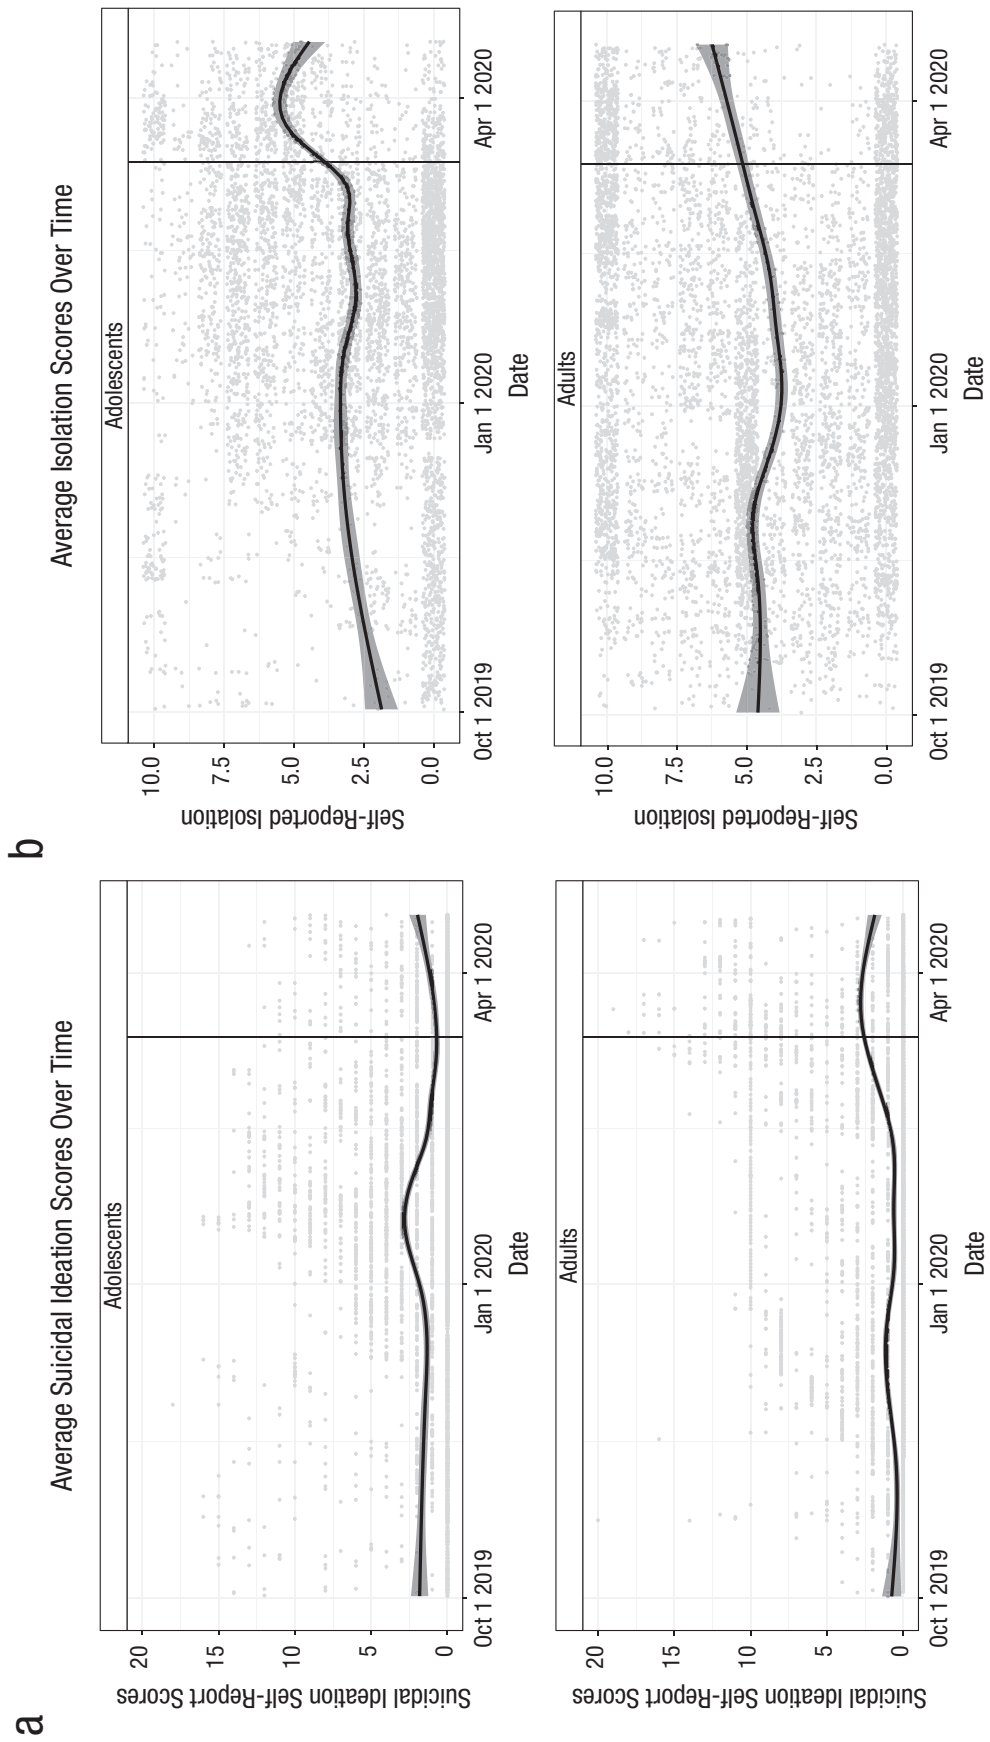 a
Average Suicidal Ideation Scores Over Time
Adolescents
Suicidal Ideation Self-Report Scores
20
15
10
5
0
Oct 1 2019
Jan 1 2020
Apr 1 2020
Date
Adults
Suicidal Ideation Self-Report Scores
20
15
10
5
0
Oct 1 2019
Jan 1 2020
Apr 1 2020
Date
b
Average Isolation Scores Over Time
Adolescents
Self-Reported Isolation
10.0
7.5
5.0
2.5
0.0
Oct 1 2019
Jan 1 2020
Apr 1 2020
Date
Adults
Self-Reported Isolation
10.0
7.5
5.0
2.5
0.0
Oct 1 2019
Jan 1 2020
Apr 1 2020
Date